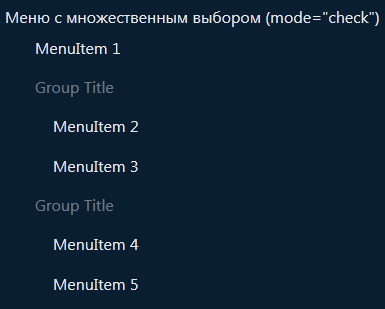 Меню с множественным выбором (mode="check")
MenuItem 1
Group Title
MenuItem 2
MenuItem 3
Group Title
MenuItem 4
MenuItem 5